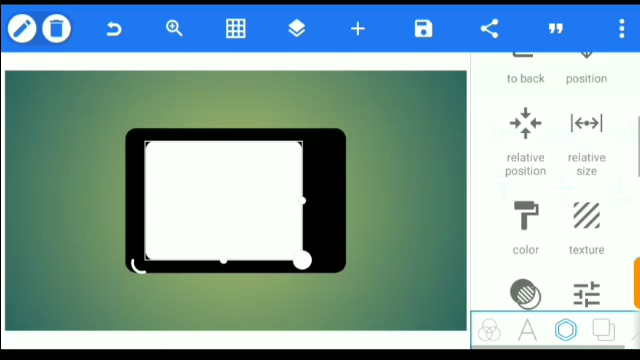 to back
position
relative
position
relative
size
color
texture